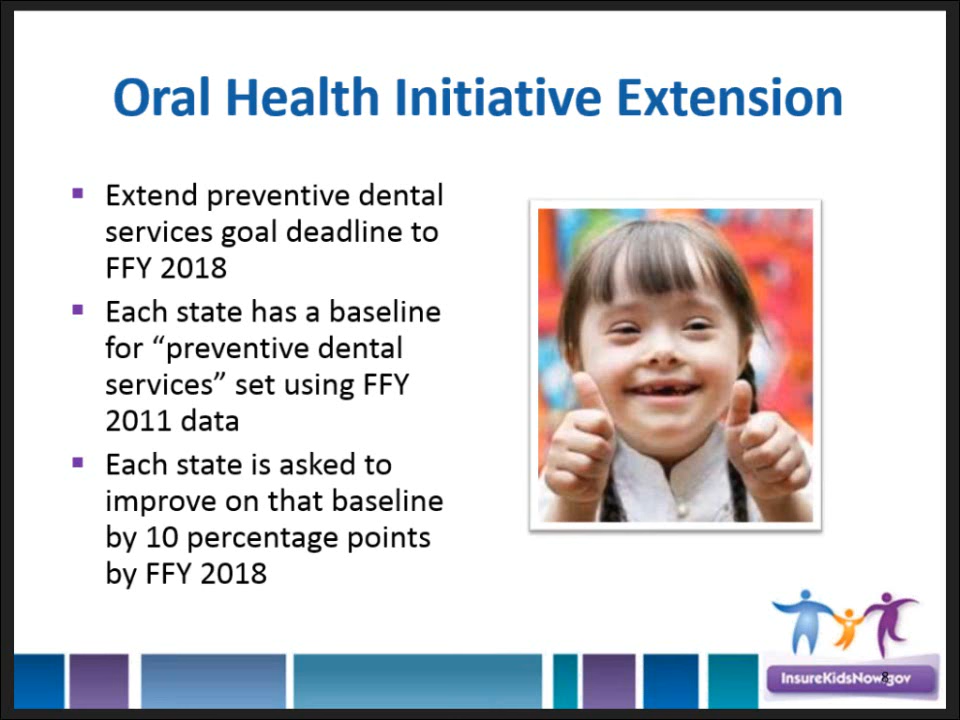 Oral Health Initiative Extension
▪ Extend preventive dental
services goal deadline to
FFY 2018
▪ Each state has a baseline
for “preventive dental
services” set using FFY
2011 data
▪ Each state is asked to
improve on that baseline
by 10 percentage points
by FFY 2018
InsureKidsNow.gov
8